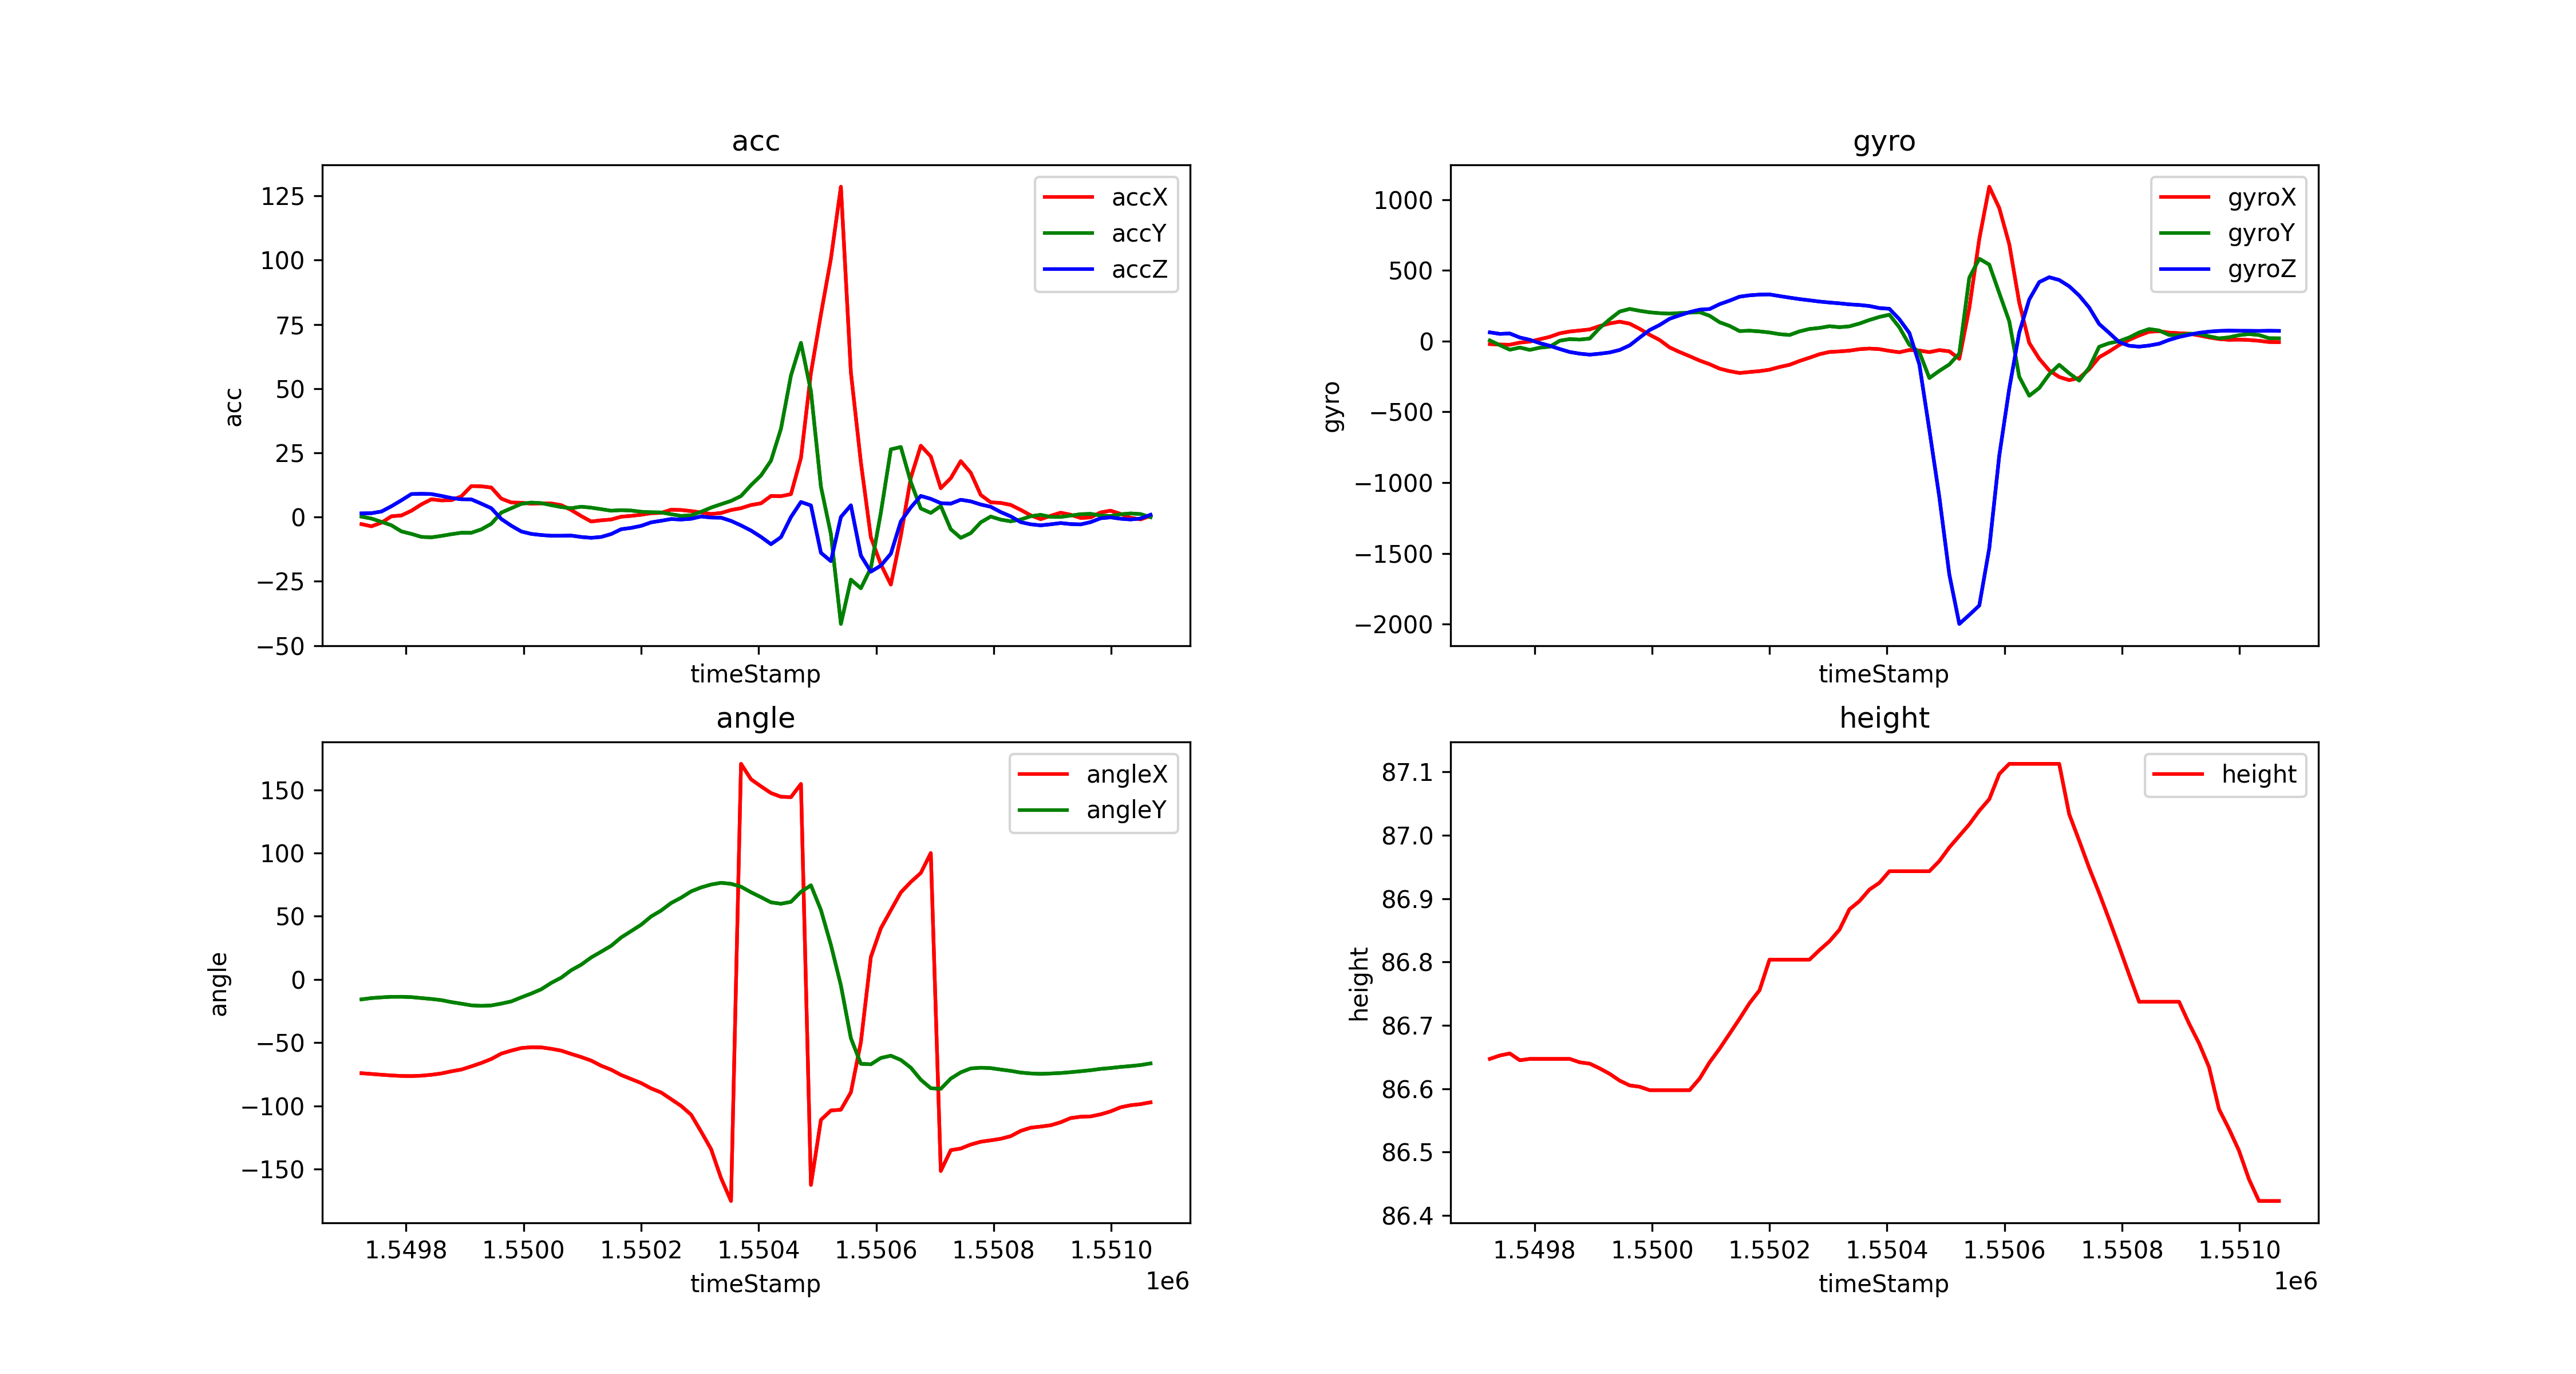 acc
125
100
75
50
25
0
−25
−50
acc
timeStamp
accX
accY
accZ
gyro
1000
500
0
−500
−1000
−1500
−2000
gyro
timeStamp
gyroX
gyroY
gyroZ
angle
150
100
50
0
−50
−100
−150
angle
1.5498 1.5500 1.5502 1.5504 1.5506 1.5508 1.5510
1e6
timeStamp
angleX
angleY
height
87.1
87.0
86.9
86.8
86.7
86.6
86.5
86.4
height
1.5498 1.5500 1.5502 1.5504 1.5506 1.5508 1.5510
1e6
timeStamp
height